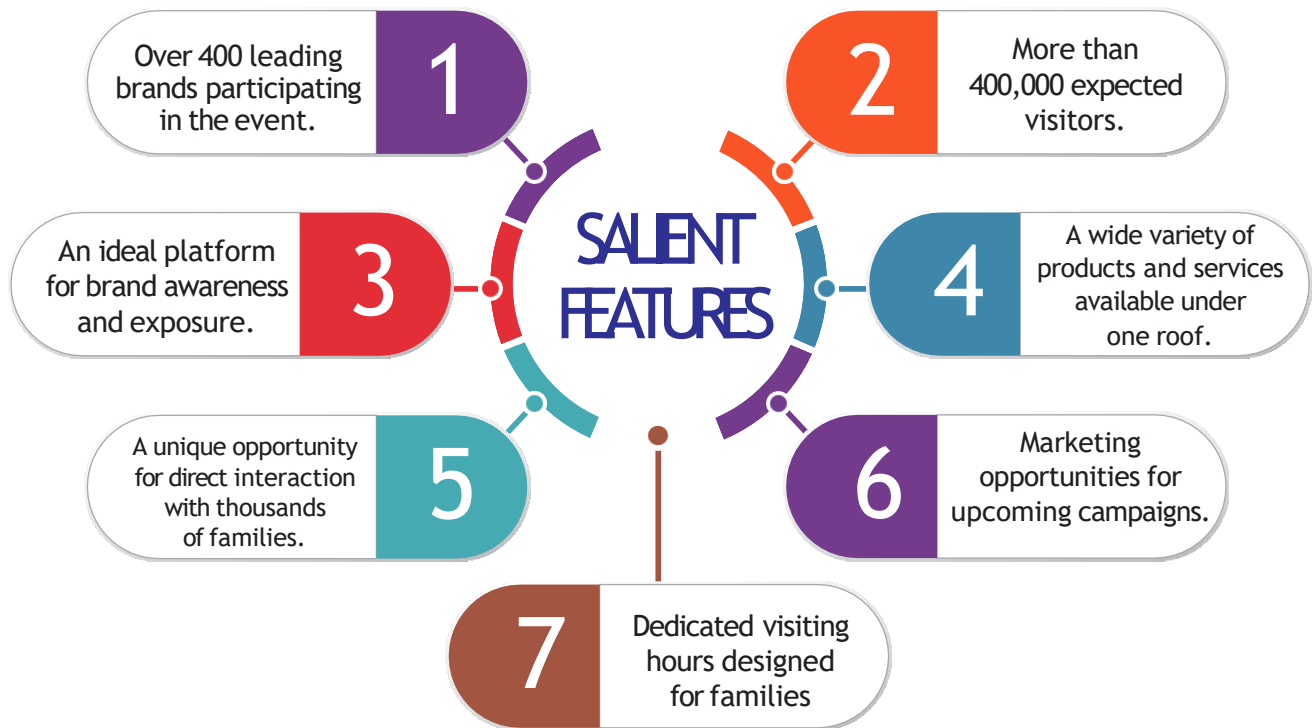 SALIENT
FEATURES
1
Over 400 leading
brands participating
in the event.
2
More than
400,000 expected
visitors.
3
An ideal platform
for brand awareness
and exposure.
4
A wide variety of
products and services
available under
one roof.
5
A unique opportunity
for direct interaction
with thousands
of families.
6
Marketing
opportunities for
upcoming campaigns.
7
Dedicated visiting
hours designed
for families